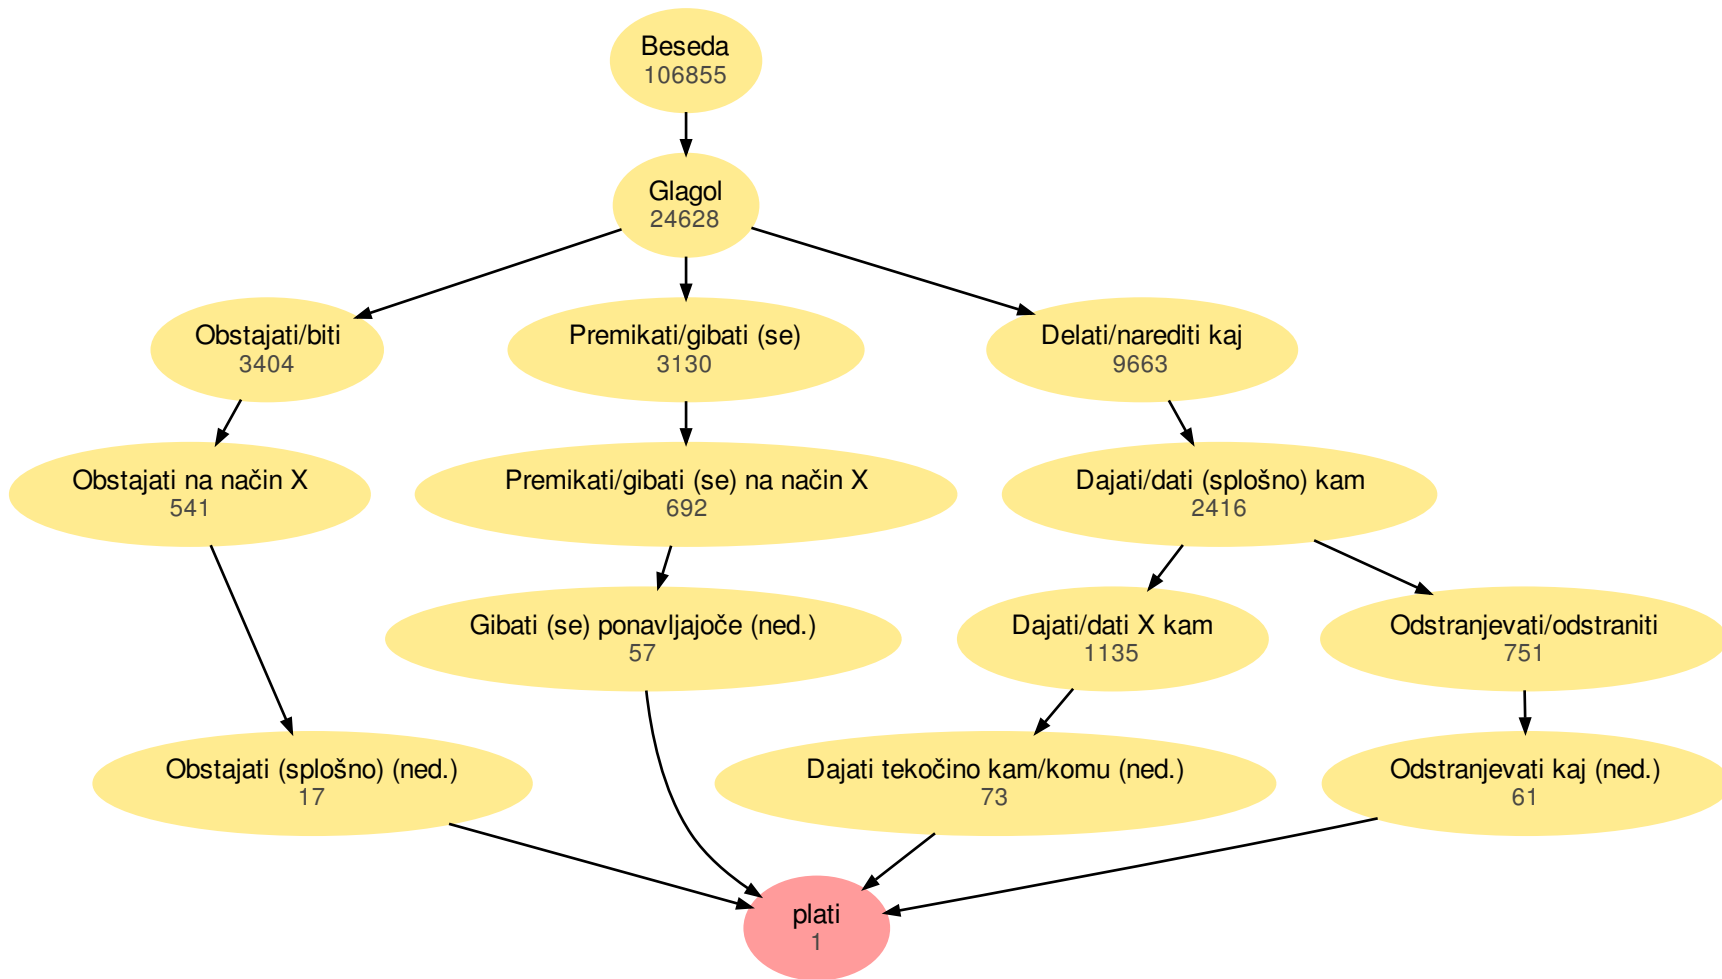 Beseda
106855
Glagol
24628
Obstajati/biti
3404
Premikati/gibati (se)
3130
Delati/narediti kaj
9663
Obstajati na način X
541
Premikati/gibati (se) na način X
692
Dajati/dati (splošno) kam
2416
Gibati (se) ponavljajoče (ned.)
57
Dajati/dati X kam
1135
Odstranjevati/odstraniti
751
Obstajati (splošno) (ned.)
17
Dajati tekočino kam/komu (ned.)
73
Odstranjevati kaj (ned.)
61
plati
1